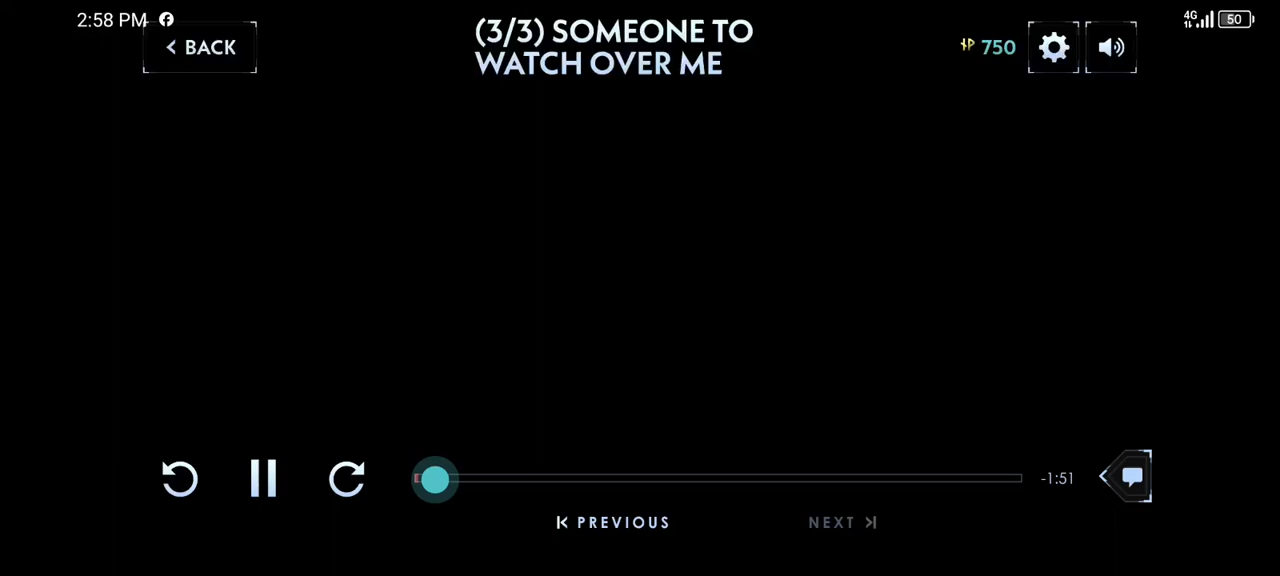 2:58 PM
4G
50
< BACK
(3/3) SOMEONE TO
WATCH OVER ME
750
-1:51
PREVIOUS
NEXT